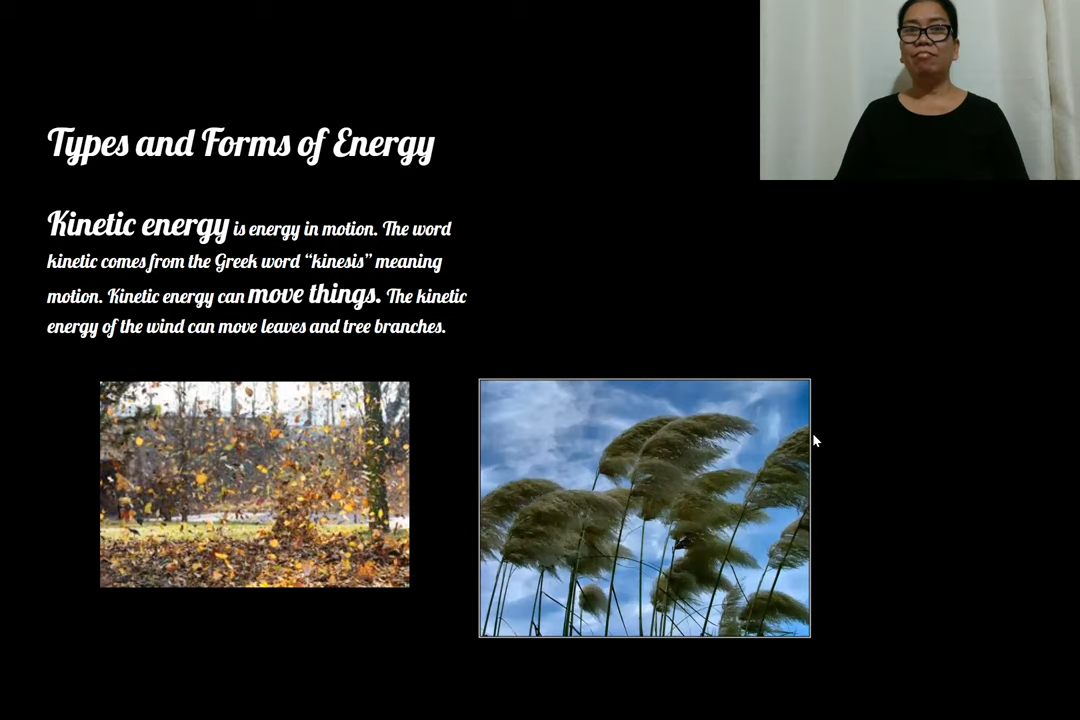 Types and Forms of Energy
Kinetic energy is energy in motion. The word
kinetic comes from the Greek word “kinesis” meaning
motion. Kinetic energy can move things. The kinetic
energy of the wind can move leaves and tree branches.